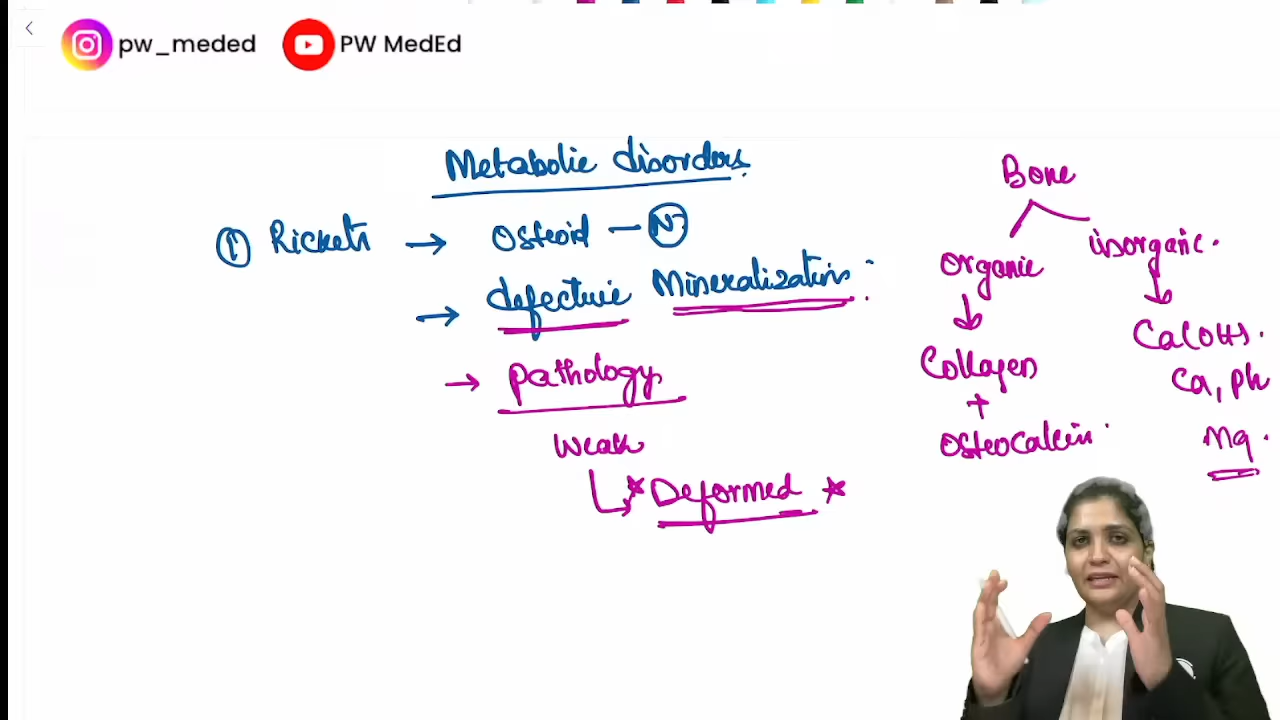 pw_meded PW MedEd
Metabolic disorders
① Rickets → Osteoid - N
→ defective Mineralization:
→ Pathology
Weak
* Deformed *
Bone
Organic inorganic.
Collagen
+
Osteocalcin
Ca(OH).
Ca, Ph
Mg.